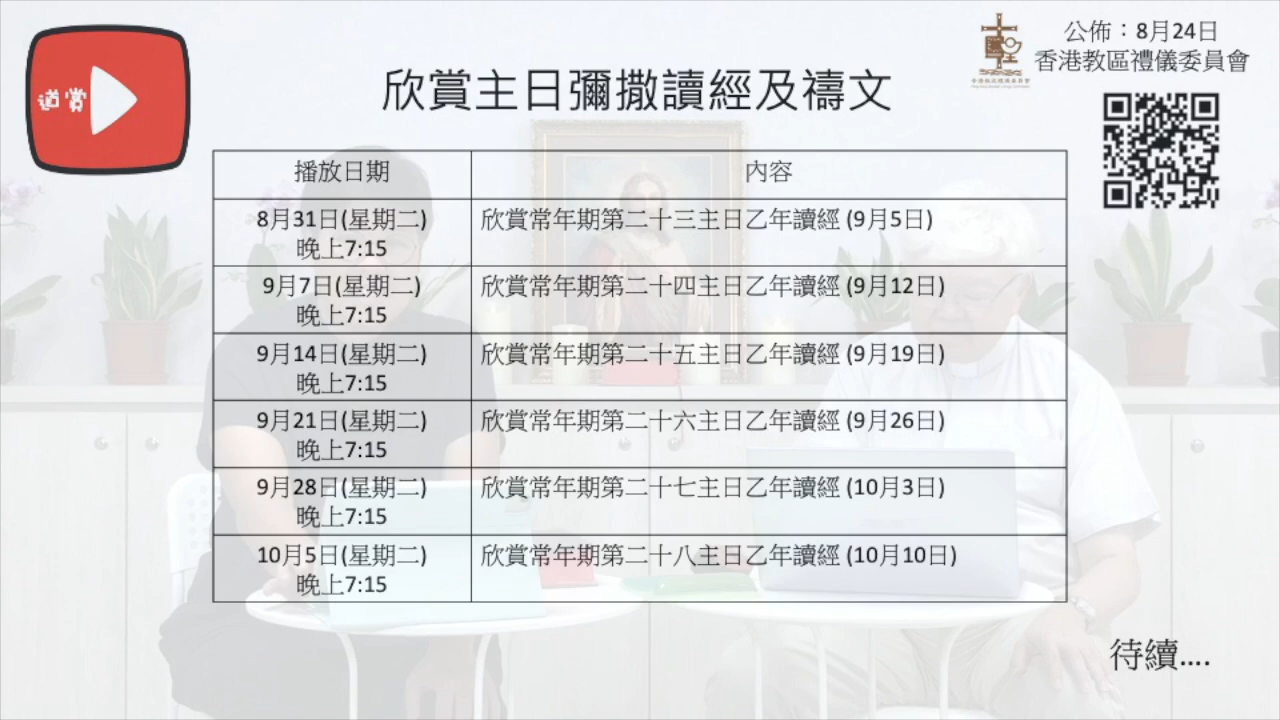 道賞
公佈：8月24日
香港教區禮儀委員會
欣賞主日彌撒讀經及禱文
播放日期
內容
8月31日(星期二)
晚上7:15
欣賞常年期第二十三主日乙年讀經 (9月5日)
9月7日(星期二)
晚上7:15
欣賞常年期第二十四主日乙年讀經 (9月12日)
9月14日(星期二)
晚上7:15
欣賞常年期第二十五主日乙年讀經 (9月19日)
9月21日(星期二)
晚上7:15
欣賞常年期第二十六主日乙年讀經 (9月26日)
9月28日(星期二)
晚上7:15
欣賞常年期第二十七主日乙年讀經 (10月3日)
10月5日(星期二)
晚上7:15
欣賞常年期第二十八主日乙年讀經 (10月10日)
待續....